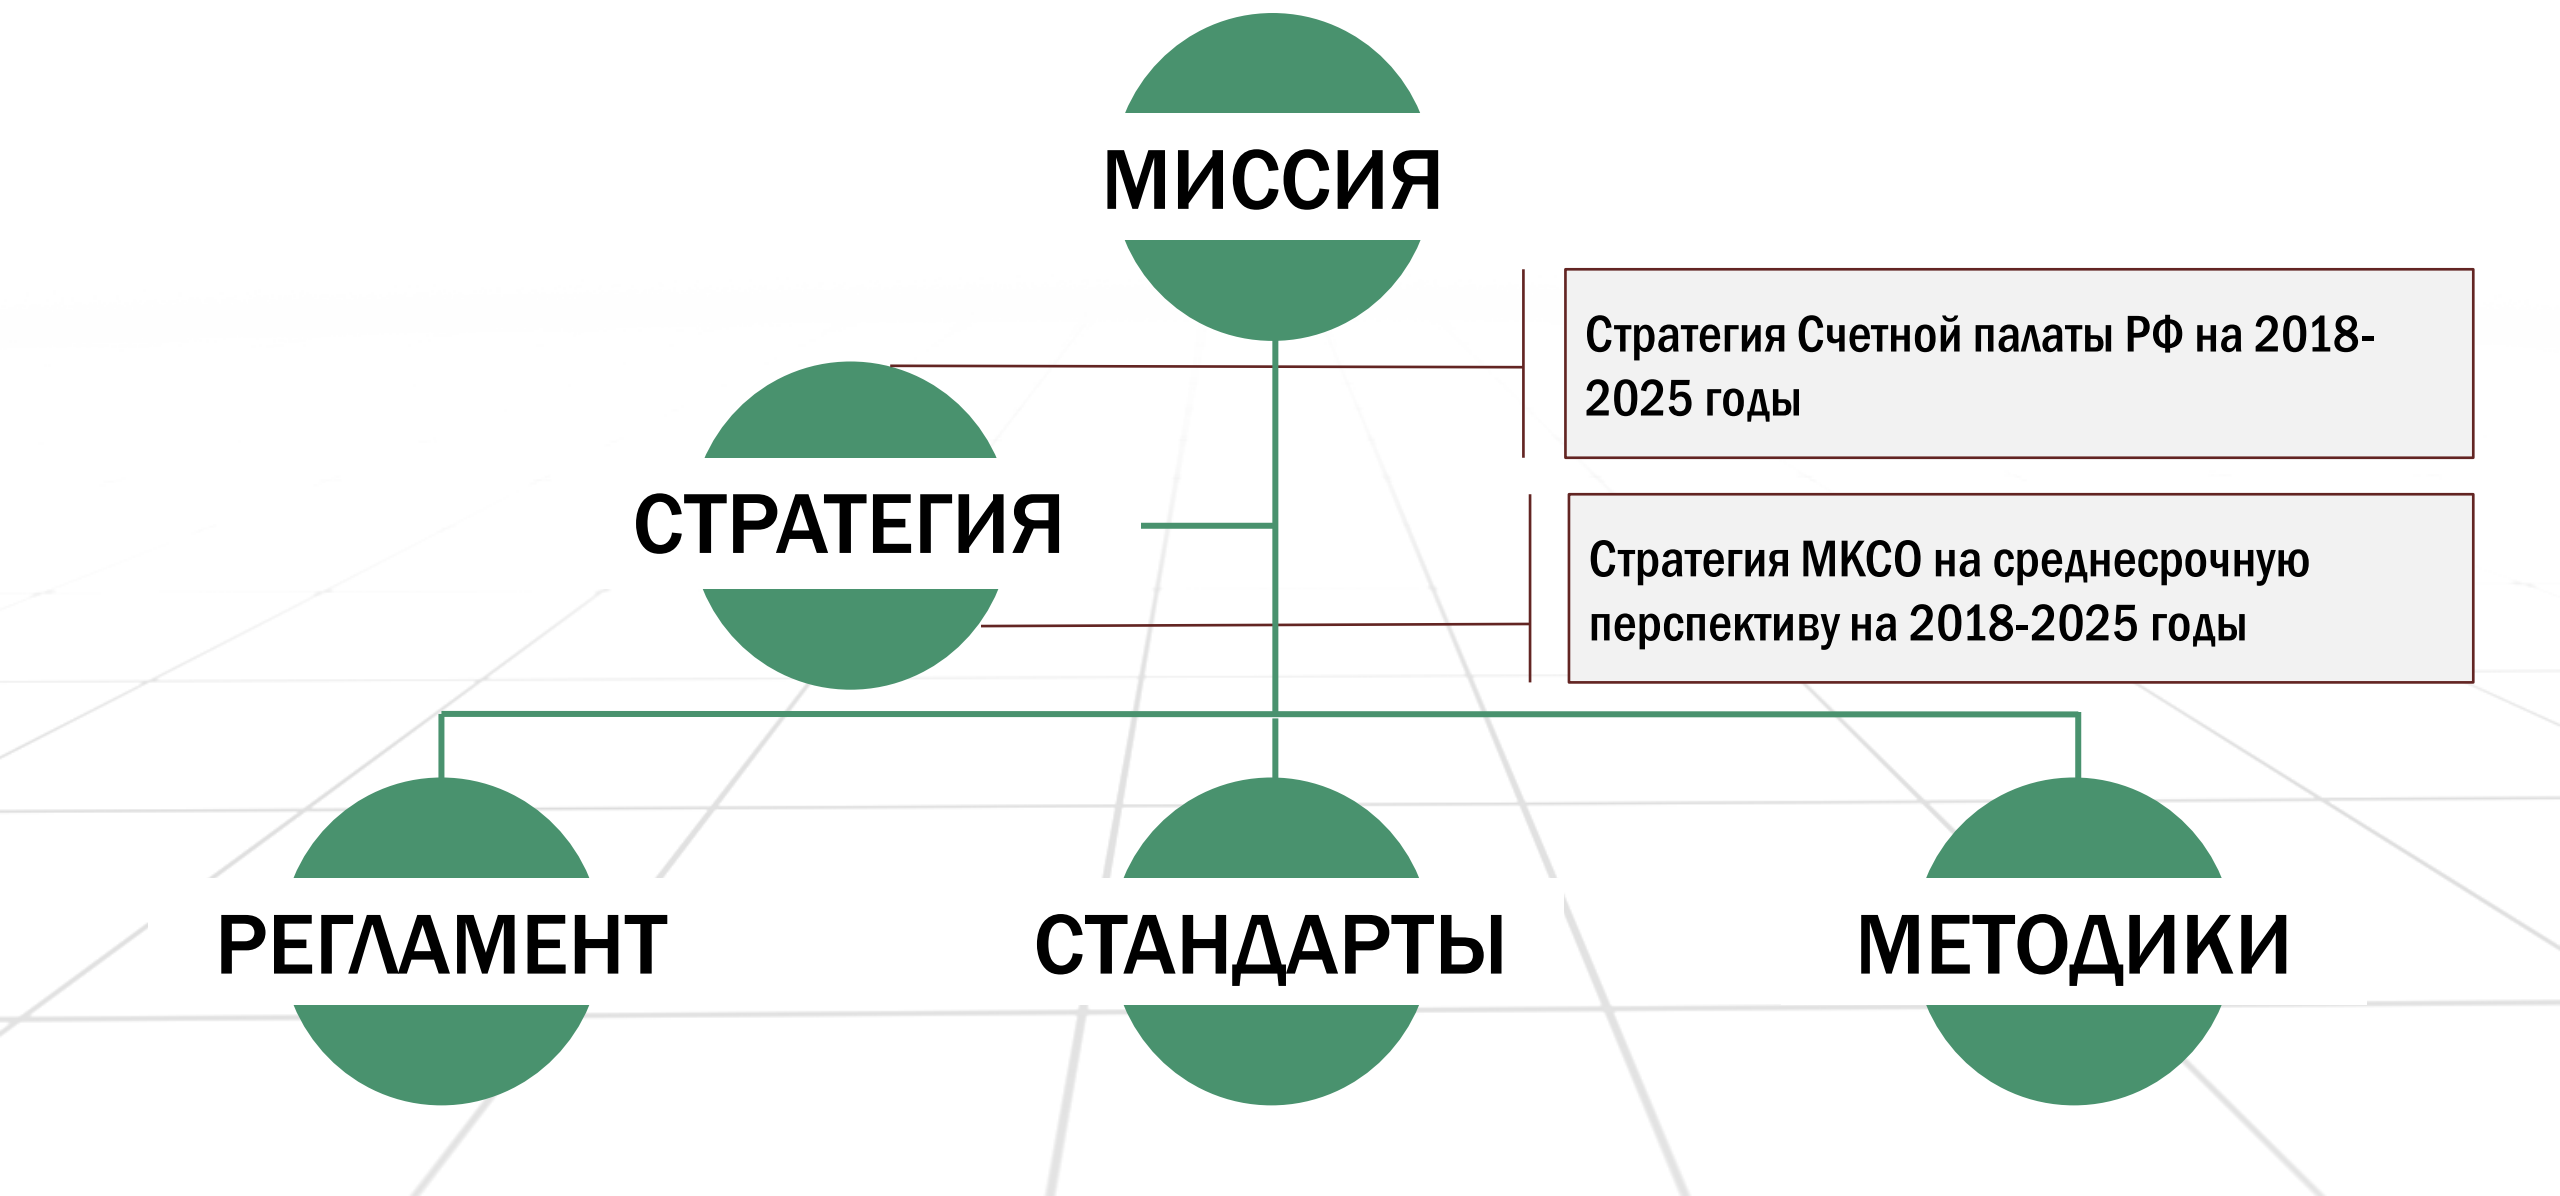 МИССИЯ
Стратегия Счетной палаты РФ на 2018-
2025 годы
СТРАТЕГИЯ
Стратегия МКСО на среднесрочную
перспективу на 2018-2025 годы
РЕГЛАМЕНТ
СТАНДАРТЫ
МЕТОДИКИ